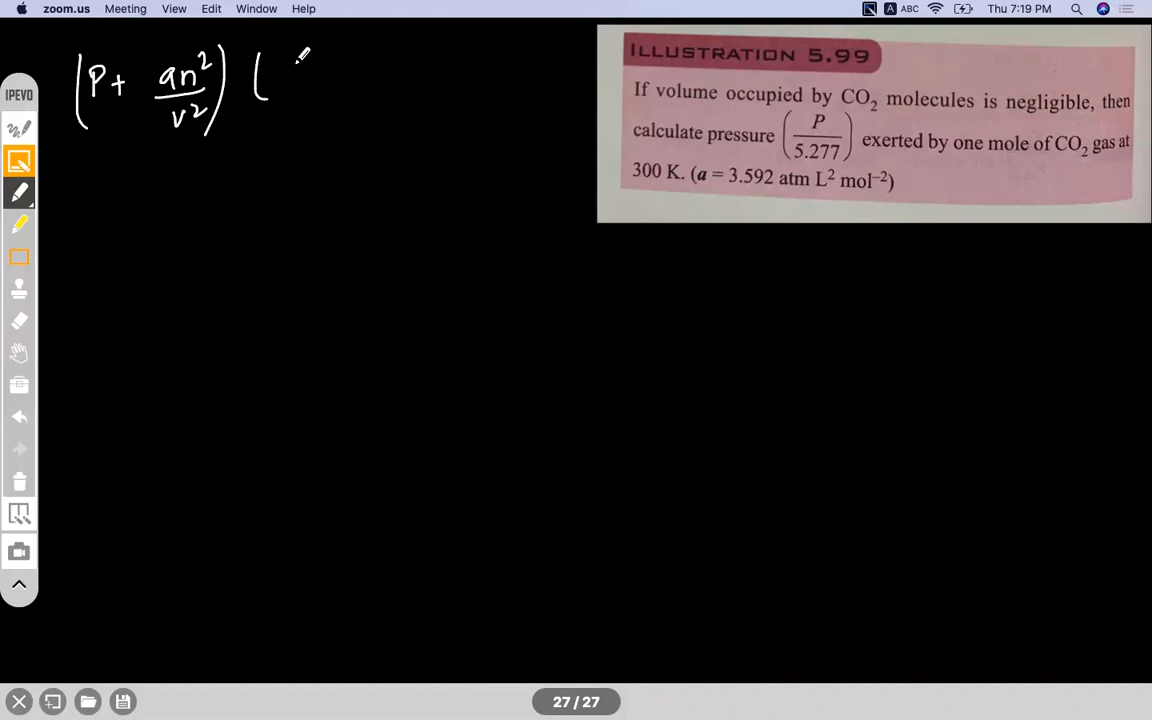 zoom.us Meeting View Edit Window Help A ABC Thu 7:19 PM
(P + an²/v²) (
IPEVO
ILLUSTRATION 5.99
If volume occupied by CO₂ molecules is negligible, then
calculate pressure (P/5.277) exerted by one mole of CO₂ gas at
300 K. (a = 3.592 atm L² mol⁻²)
27 / 27